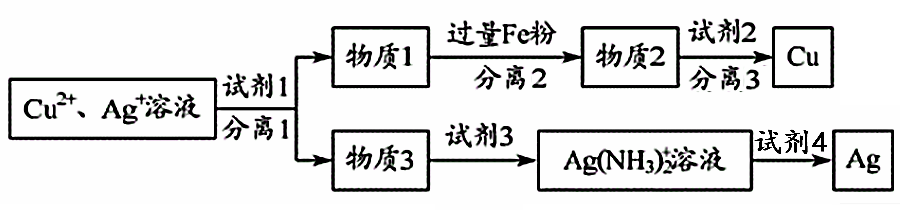 Cu²⁺、Ag⁺溶液
试剂1
分离1
物质1
过量Fe粉
分离2
物质2
试剂2
分离3
Cu
物质3
试剂3
Ag(NH₃)₂⁺溶液
试剂4
Ag